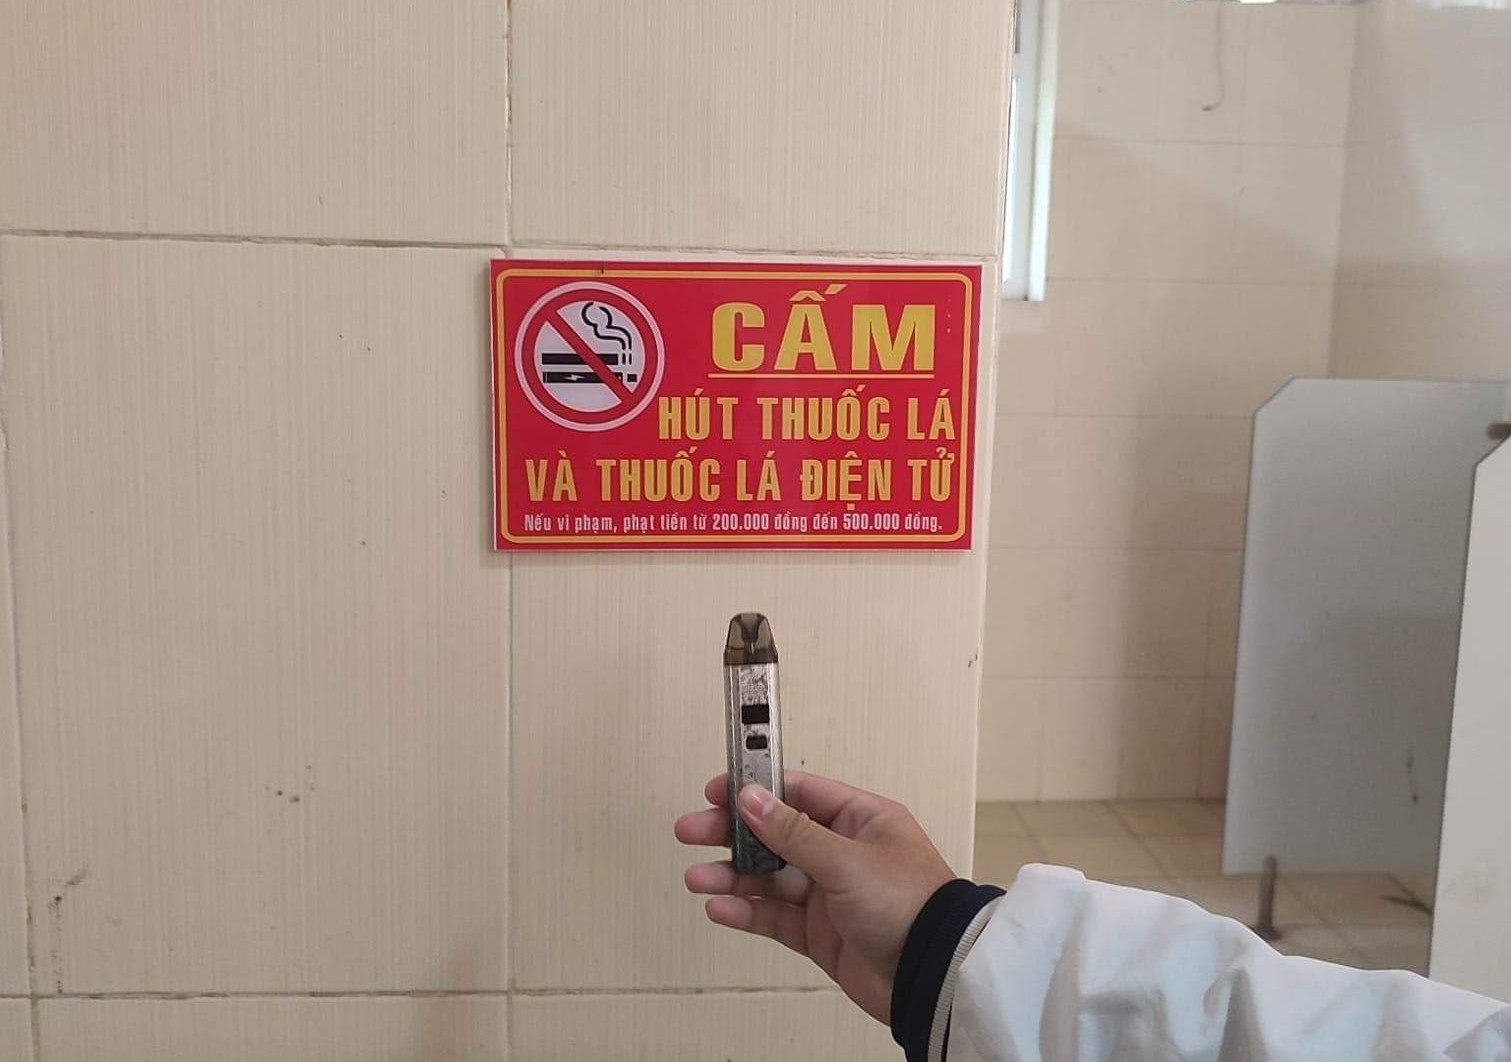 CẤM
HÚT THUỐC LÁ
VÀ THUỐC LÁ ĐIỆN TỬ
Nếu vi phạm, phạt tiền từ 200.000 đồng đến 500.000 đồng.